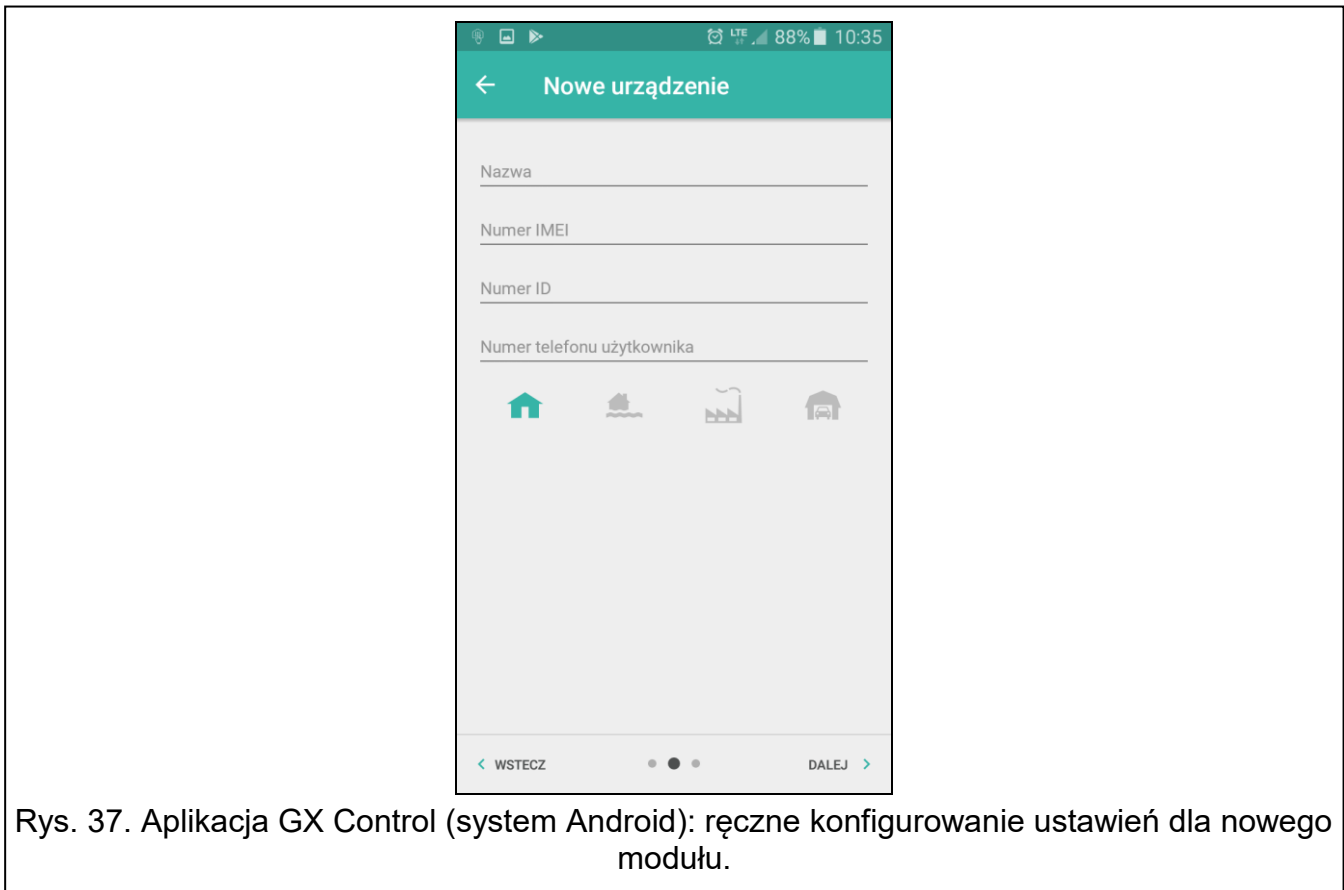 LTE 88% 10:35
Nowe urządzenie
Nazwa
Numer IMEI
Numer ID
Numer telefonu użytkownika
WSTECZ DALEJ
Rys. 37. Aplikacja GX Control (system Android): ręczne konfigurowanie ustawień dla nowego
modułu.